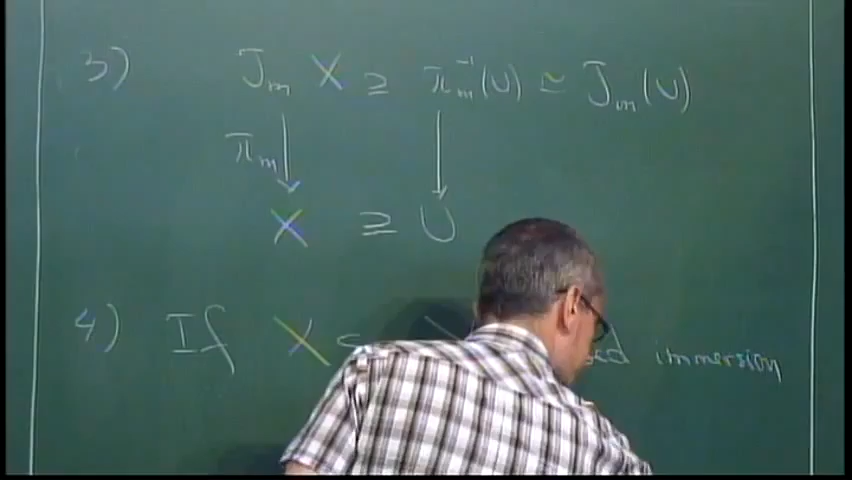 3) J_m X ⊇ π_m^{-1}(U) ≃ J_m(U)
π_m
X ⊇ U
4) If X immersion